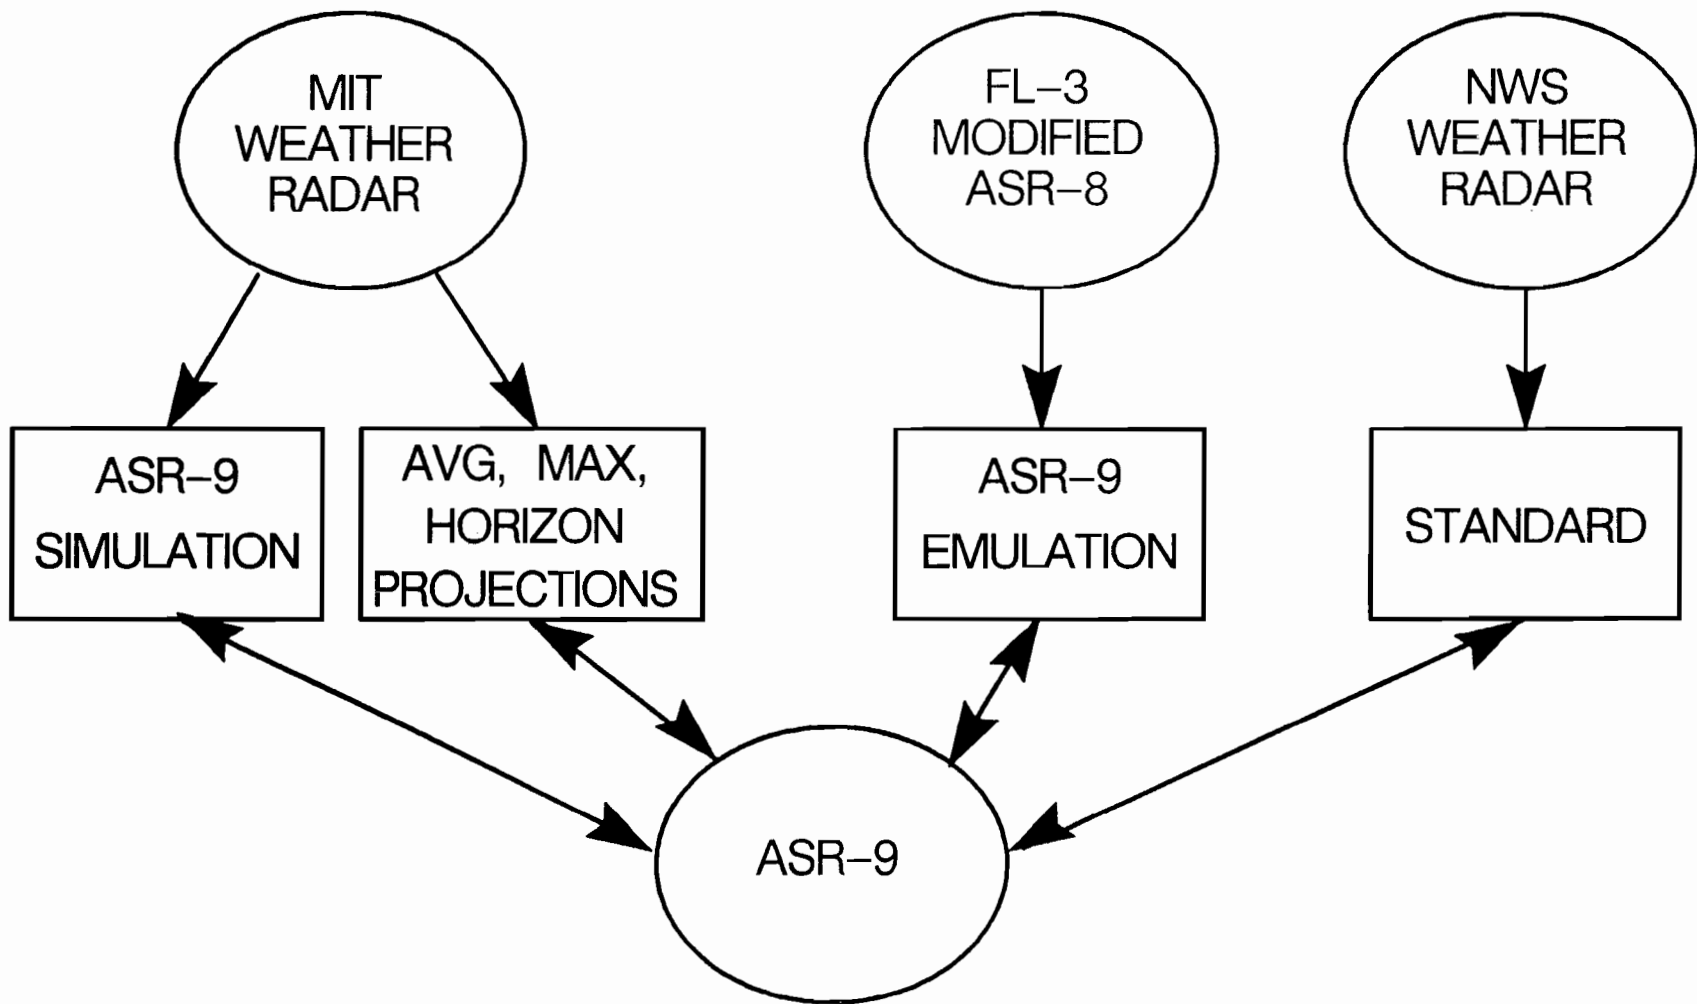 MIT
WEATHER
RADAR
FL–3
MODIFIED
ASR–8
NWS
WEATHER
RADAR
ASR–9
SIMULATION
AVG, MAX,
HORIZON
PROJECTIONS
ASR–9
EMULATION
STANDARD
ASR–9